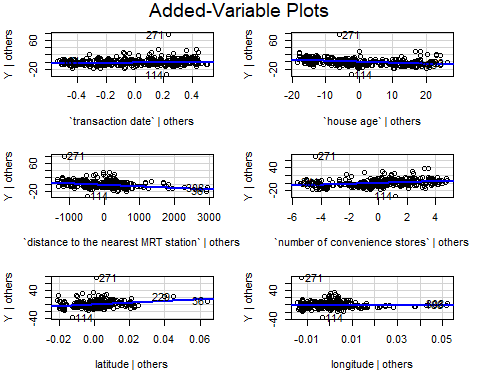 Added-Variable Plots
Y | others
60
-20
271
114
-0.4 -0.2 0.0 0.2 0.4
`transaction date` | others
Y | others
60
-20
271
114
-20 -10 0 10 20
`house age` | others
Y | others
60
-20
271
114
-1000 0 1000 2000 3000
`distance to the nearest MRT station` | others
Y | others
40
-20
271
114
-6 -4 -2 0 2 4
`number of convenience stores` | others
Y | others
40
-40
271
114
-0.02 0.00 0.02 0.04 0.06
latitude | others
Y | others
40
-40
271
114
-0.01 0.01 0.03 0.05
longitude | others